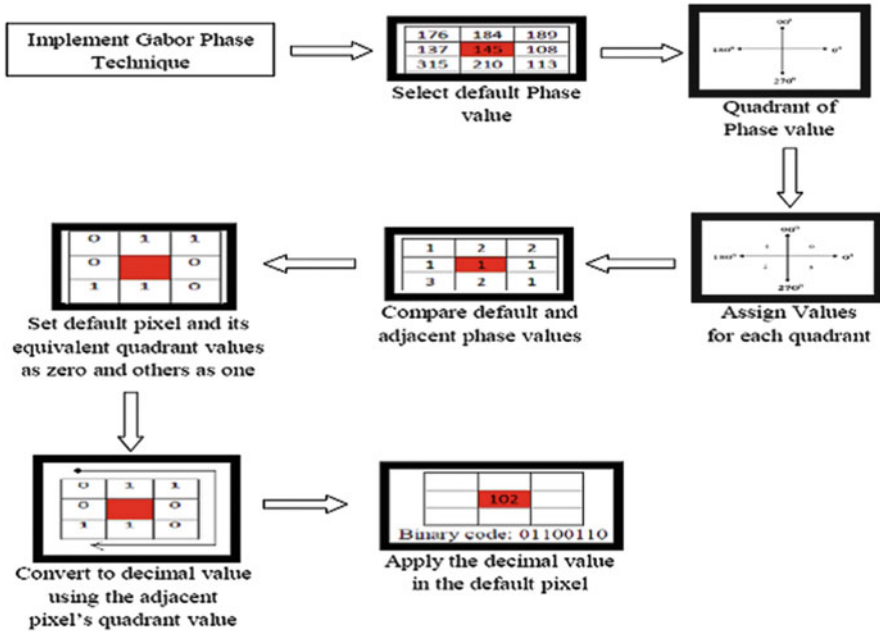 Implement Gabor Phase
Technique
176 184 189
137 145 108
315 210 113
Select default Phase
value
90°
180° 0°
270°
Quadrant of
Phase value
90°
1 0
180° 0°
2
270°
Assign Values
for each quadrant
1 2 2
1 1 1
3 2 1
Compare default and
adjacent phase values
0 1 1
0 0
1 1 0
Set default pixel and its
equivalent quadrant values
as zero and others as one
0 1 1
0 0
1 1 0
Convert to decimal value
using the adjacent
pixel's quadrant value
102
Binary code: 01100110
Apply the decimal value
in the default pixel